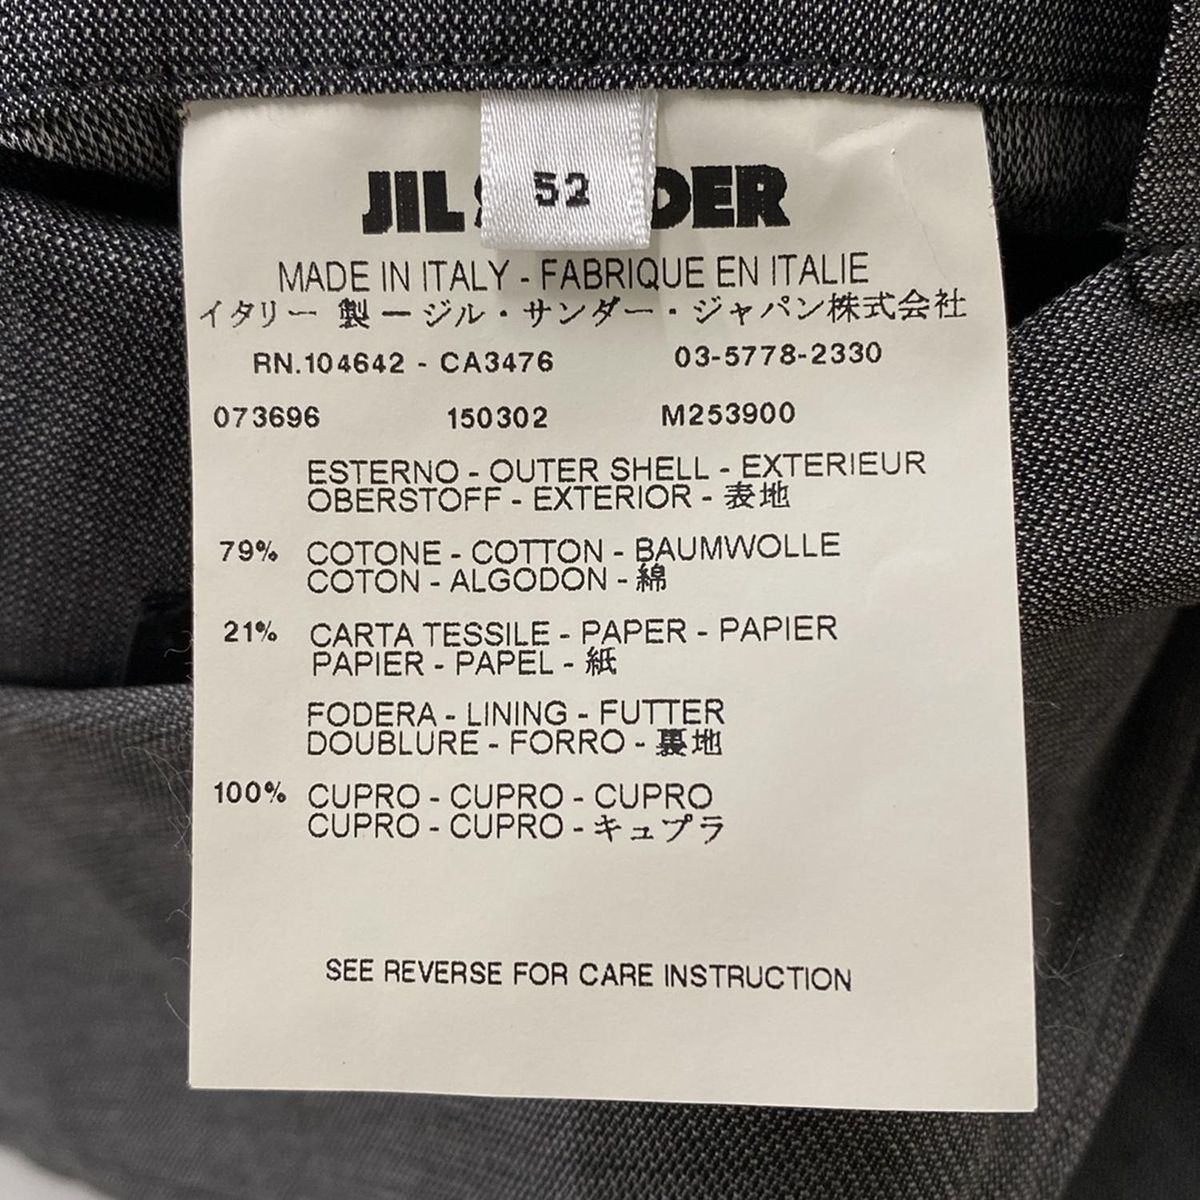 JIL
52
DER
MADE IN ITALY - FABRIQUE EN ITALIE
イタリー 製 ー ジル・サンダー・ジャパン株式会社
RN.104642 - CA3476 03-5778-2330
073696 150302 M253900
ESTERNO - OUTER SHELL - EXTERIEUR
OBERSTOFF - EXTERIOR - 表地
79% COTONE - COTTON - BAUMWOLLE
COTON - ALGODON - 綿
21% CARTA TESSILE - PAPER - PAPIER
PAPIER - PAPEL - 紙
FODERA - LINING - FUTTER
DOUBLURE - FORRO - 裏地
100% CUPRO - CUPRO - CUPRO
CUPRO - CUPRO - キュプラ
SEE REVERSE FOR CARE INSTRUCTION